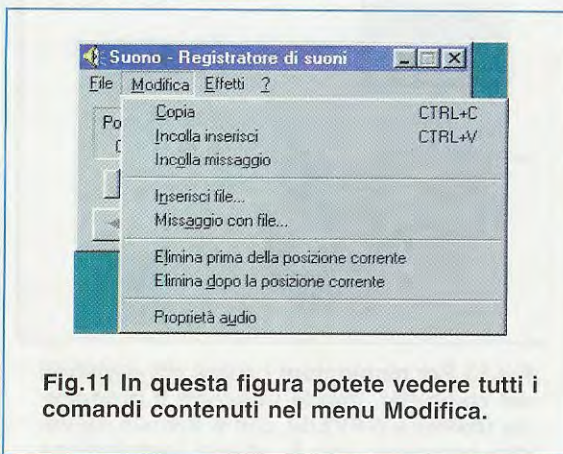 Suono - Registratore di suoni
File Modifica Effetti ?
Po
Copia CTRL+C
Incolla inserisci CTRL+V
Incolla missaggio
Inserisci file...
Missaggio con file...
Elimina prima della posizione corrente
Elimina dopo la posizione corrente
Proprietà audio
Fig.11 In questa figura potete vedere tutti i
comandi contenuti nel menu Modifica.